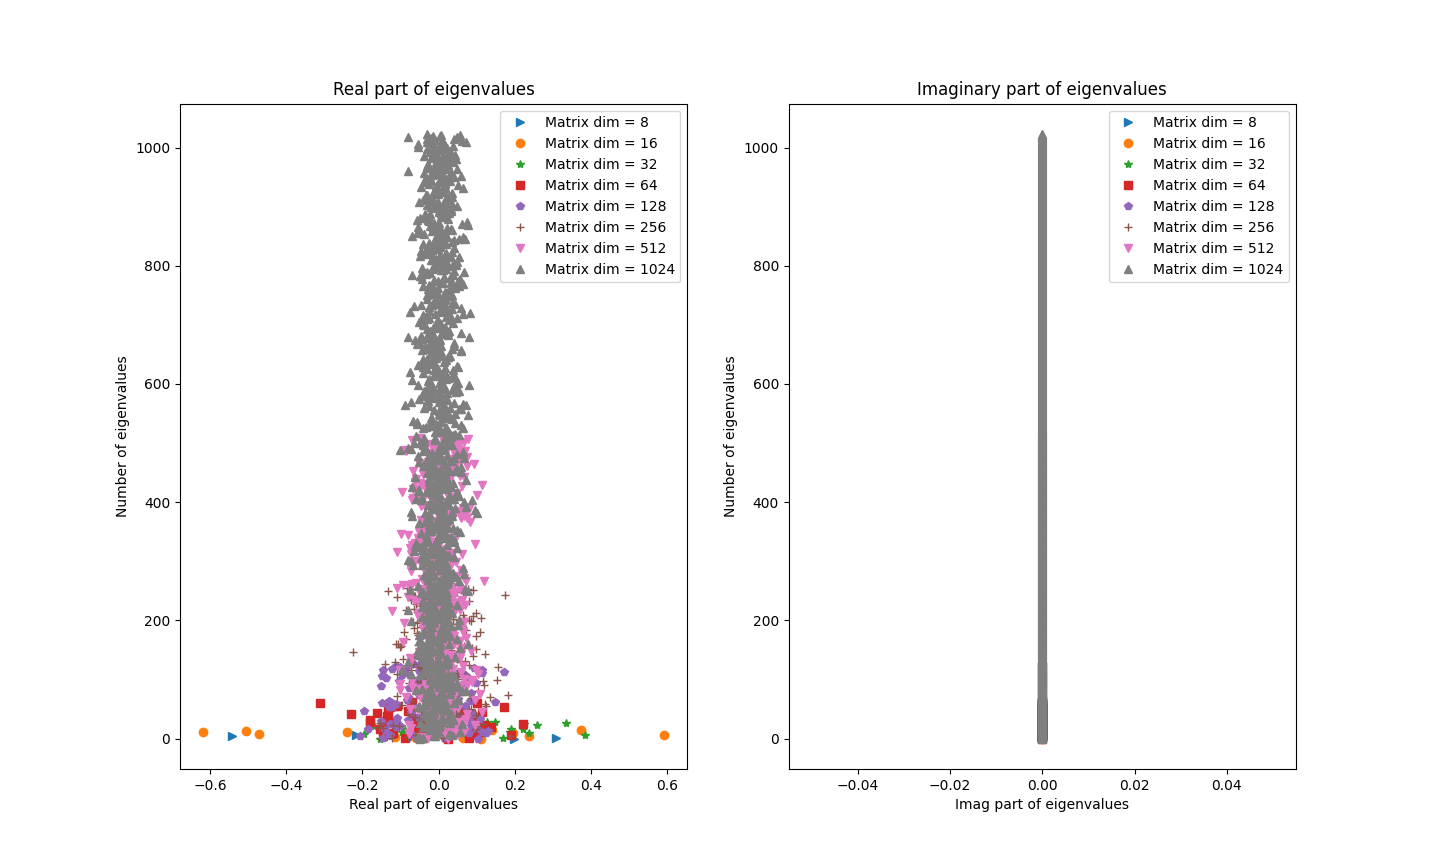 Real part of eigenvalues
Matrix dim = 8
Matrix dim = 16
Matrix dim = 32
Matrix dim = 64
Matrix dim = 128
Matrix dim = 256
Matrix dim = 512
Matrix dim = 1024
Number of eigenvalues
1000
800
600
400
200
0
−0.6 −0.4 −0.2 0.0 0.2 0.4 0.6
Real part of eigenvalues
Imaginary part of eigenvalues
Matrix dim = 8
Matrix dim = 16
Matrix dim = 32
Matrix dim = 64
Matrix dim = 128
Matrix dim = 256
Matrix dim = 512
Matrix dim = 1024
Number of eigenvalues
1000
800
600
400
200
0
−0.04 −0.02 0.00 0.02 0.04
Imag part of eigenvalues